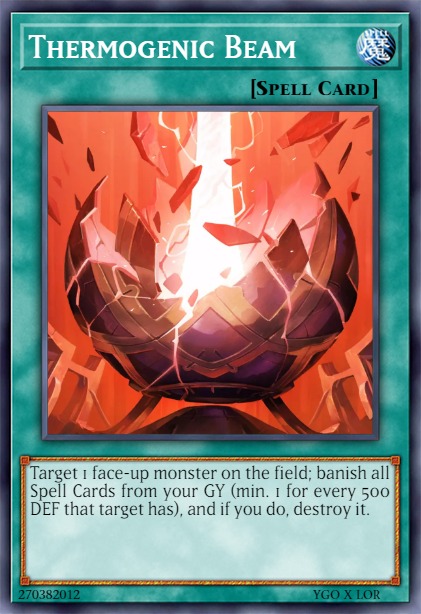 Thermogenic Beam
魔
[Spell Card]
Target 1 face-up monster on the field; banish all
Spell Cards from your GY (min. 1 for every 500
DEF that target has), and if you do, destroy it.
270382012 YGO X LOR